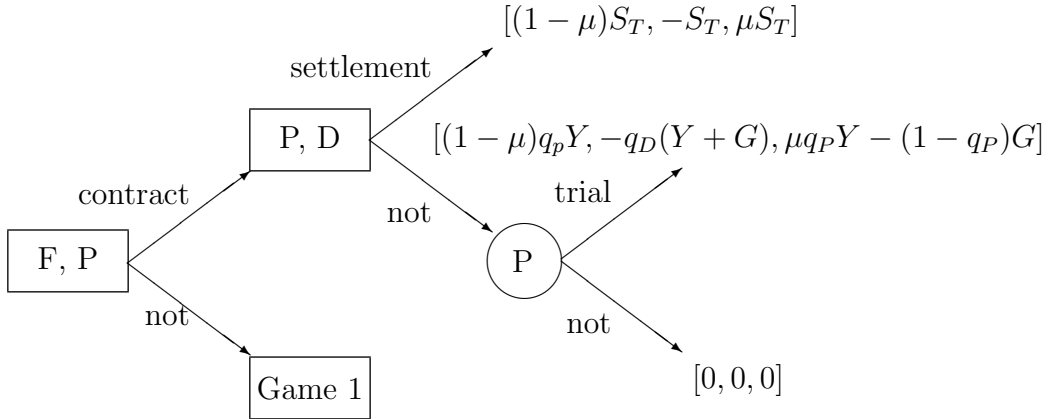 [(1 − μ)S_T, −S_T, μS_T]
settlement
P, D
[(1 − μ)q_pY, −q_D(Y + G), μq_PY − (1 − q_P)G]
contract
trial
not
F, P
P
not
not
Game 1
[0, 0, 0]